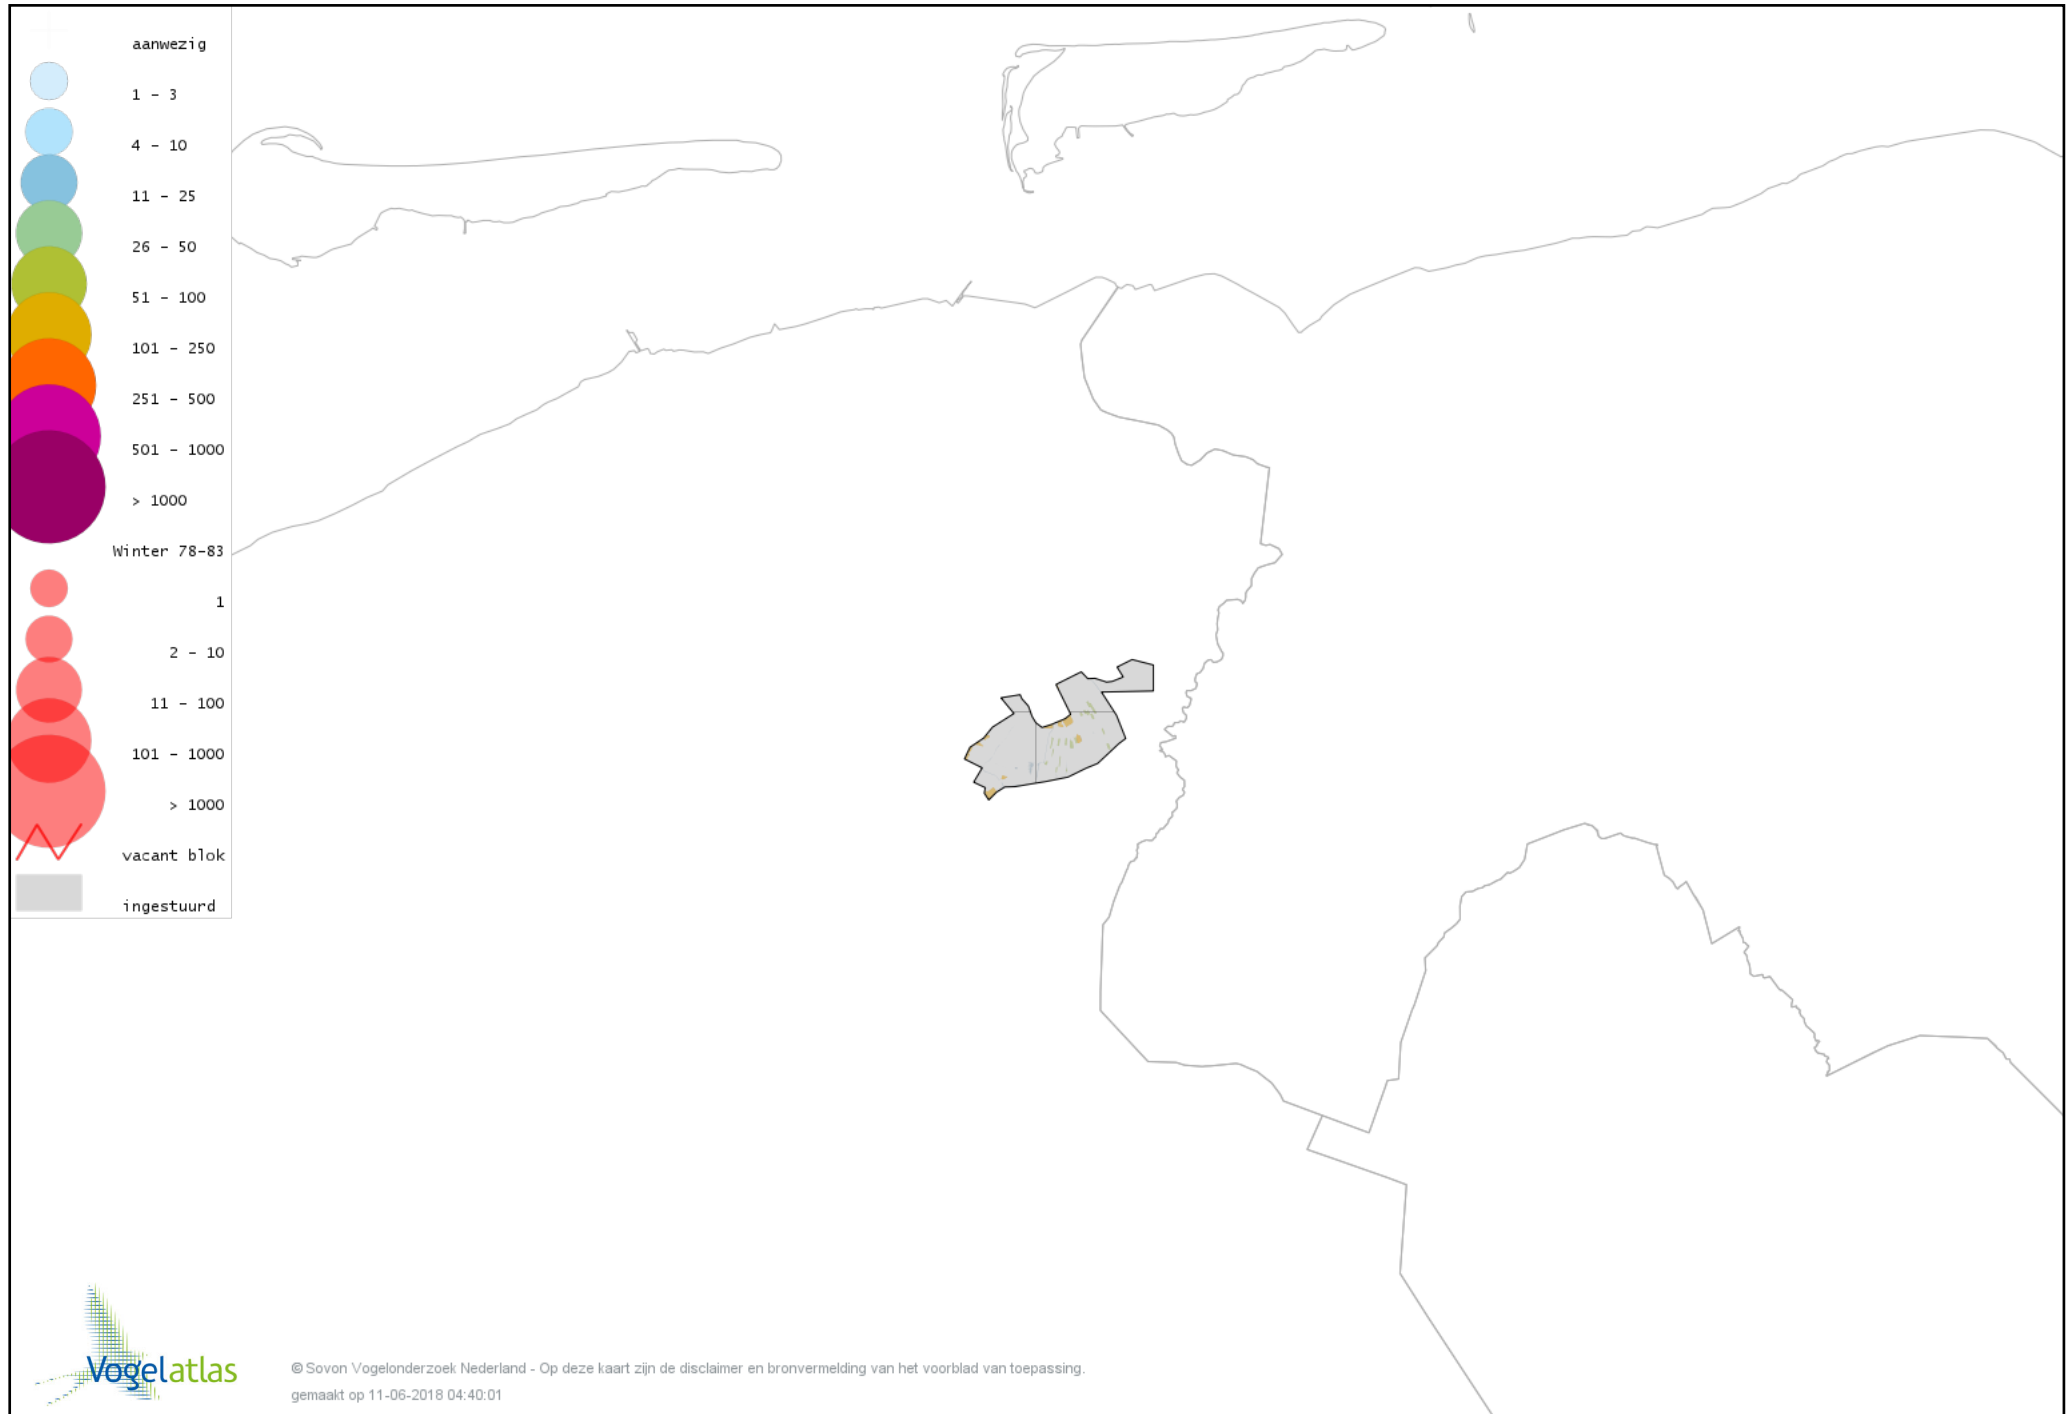 aanwezig
1 - 3
4 - 10
11 - 25
26 - 50
51 - 100
101 - 250
251 - 500
501 - 1000
> 1000
Winter 78-83
1
2 - 10
11 - 100
101 - 1000
> 1000
vacant blok
ingestuurd
Vogelatlas
© Sovon Vogelonderzoek Nederland - Op deze kaart zijn de disclaimer en bronvermelding van het voorblad van toepassing.
gemaakt op 11-06-2018 04:40:01